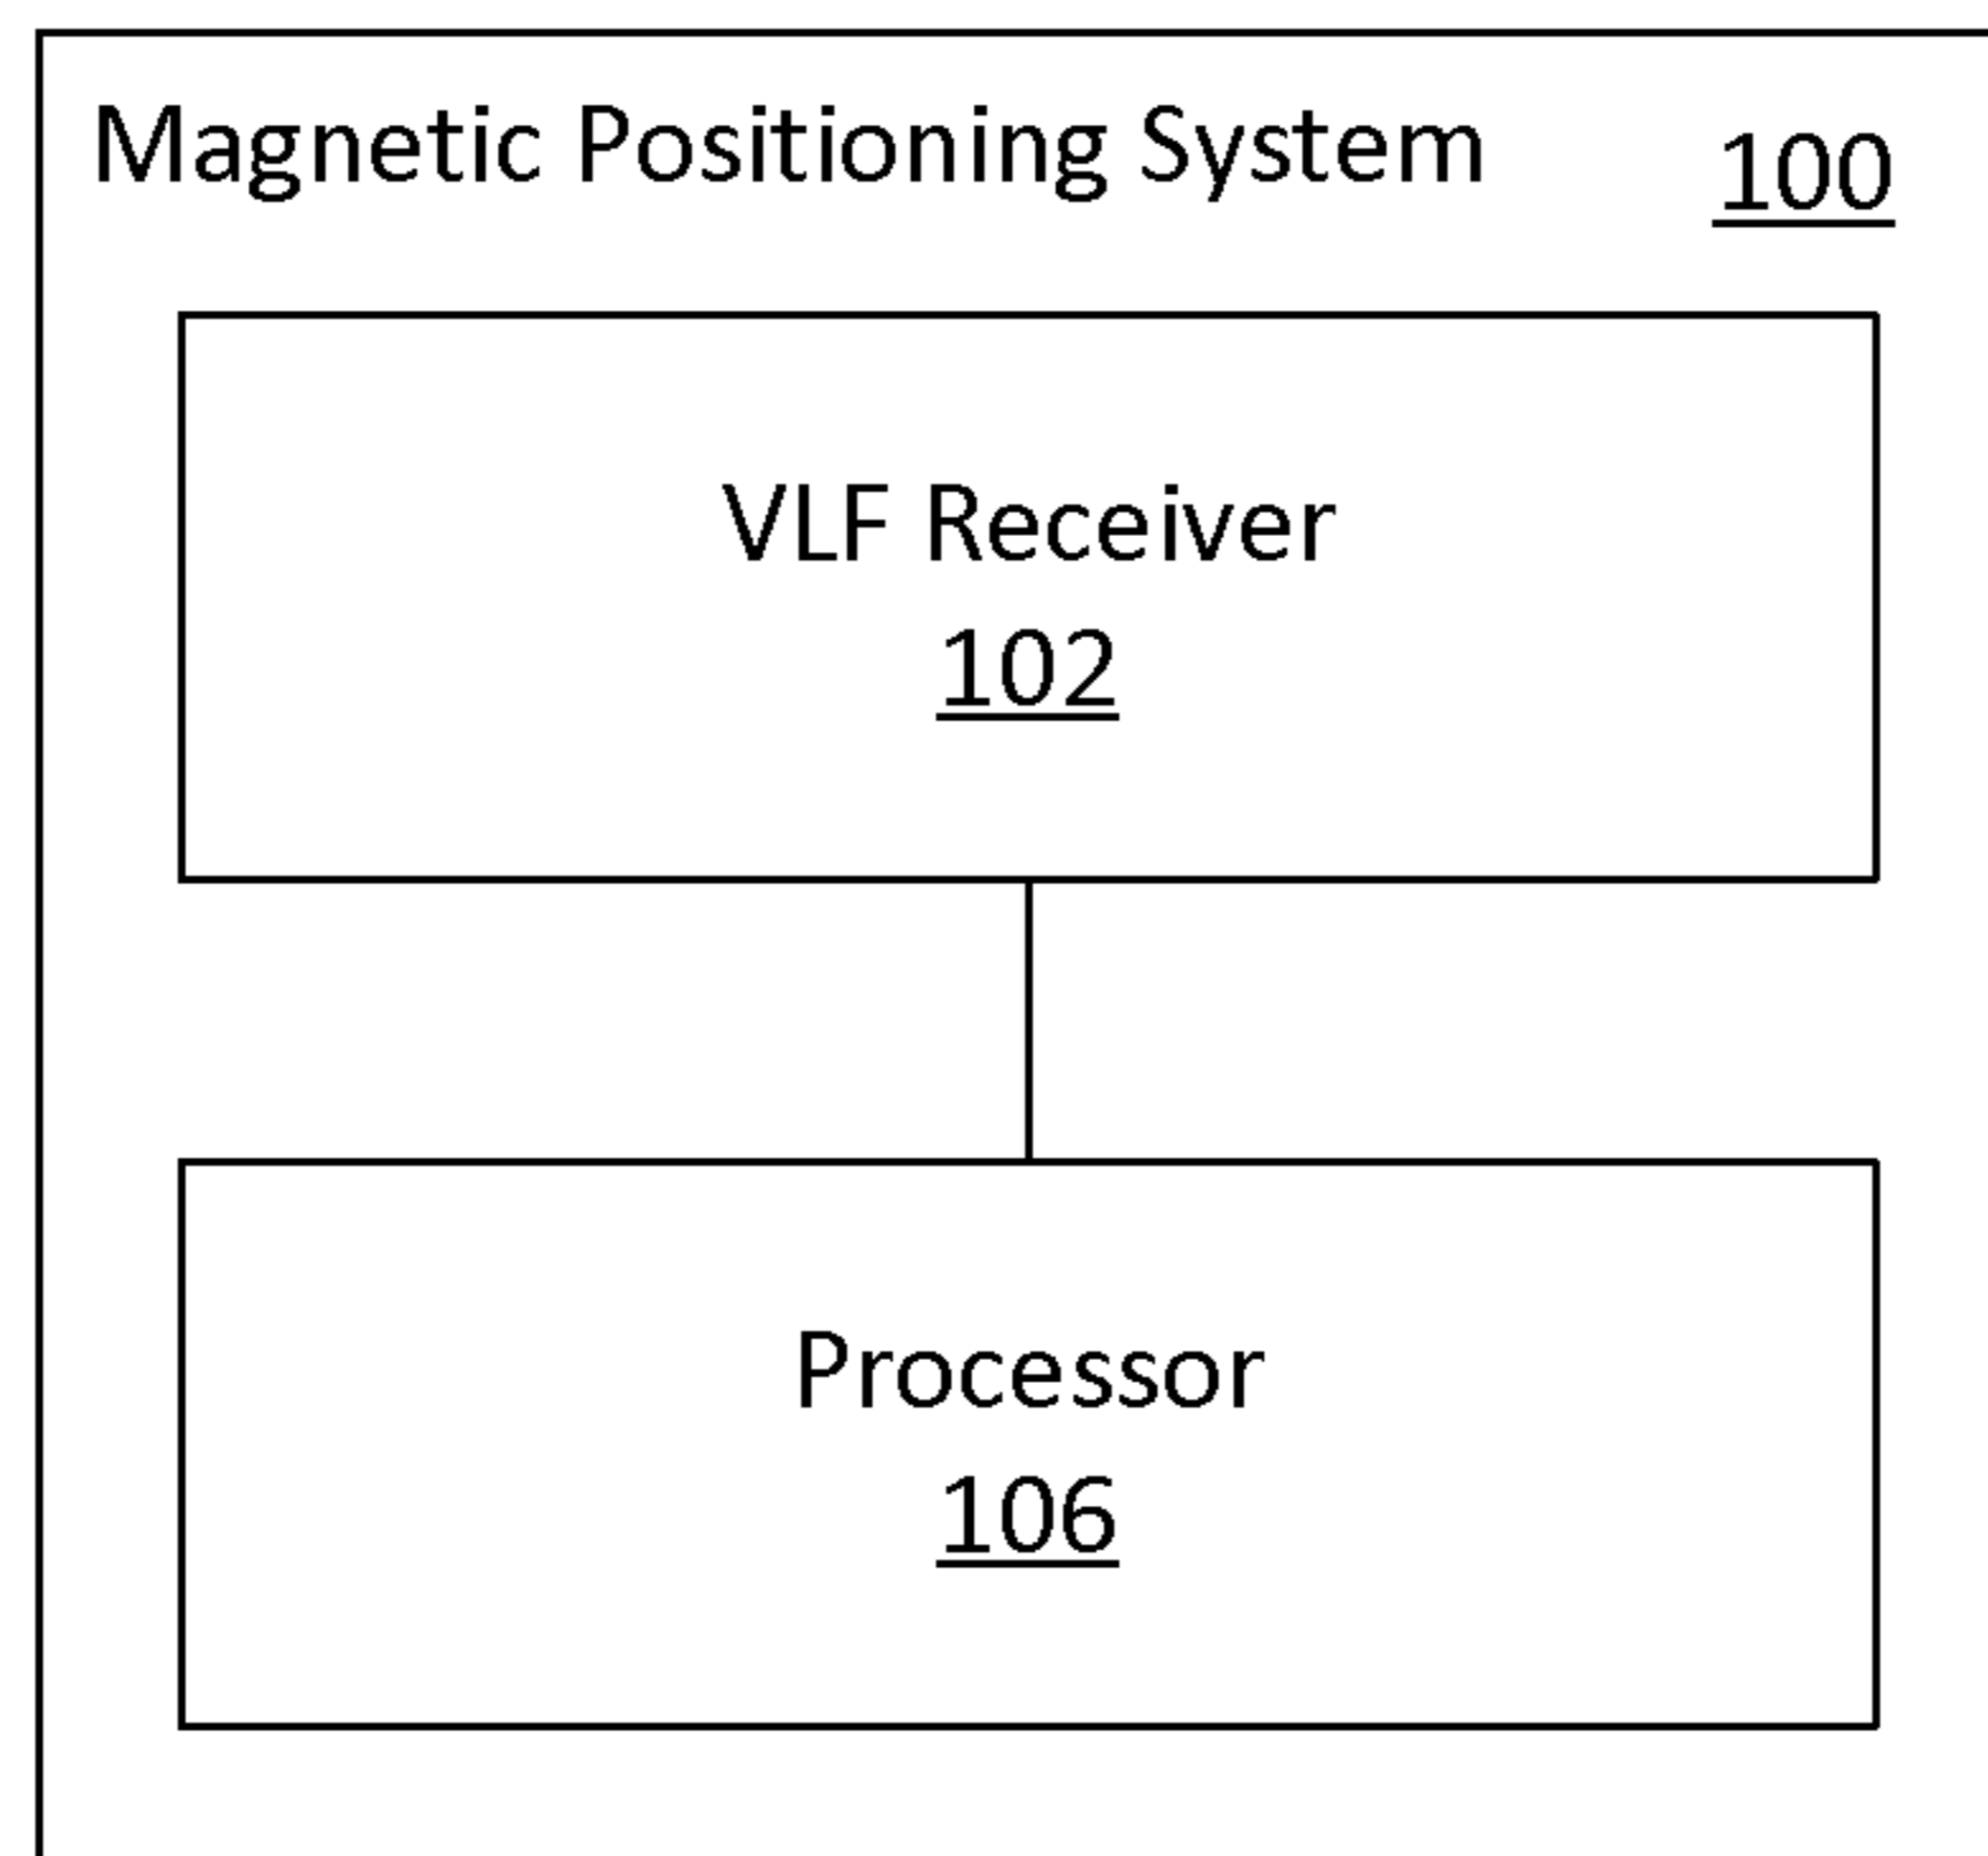 Magnetic Positioning System
100
VLF Receiver
102
Processor
106